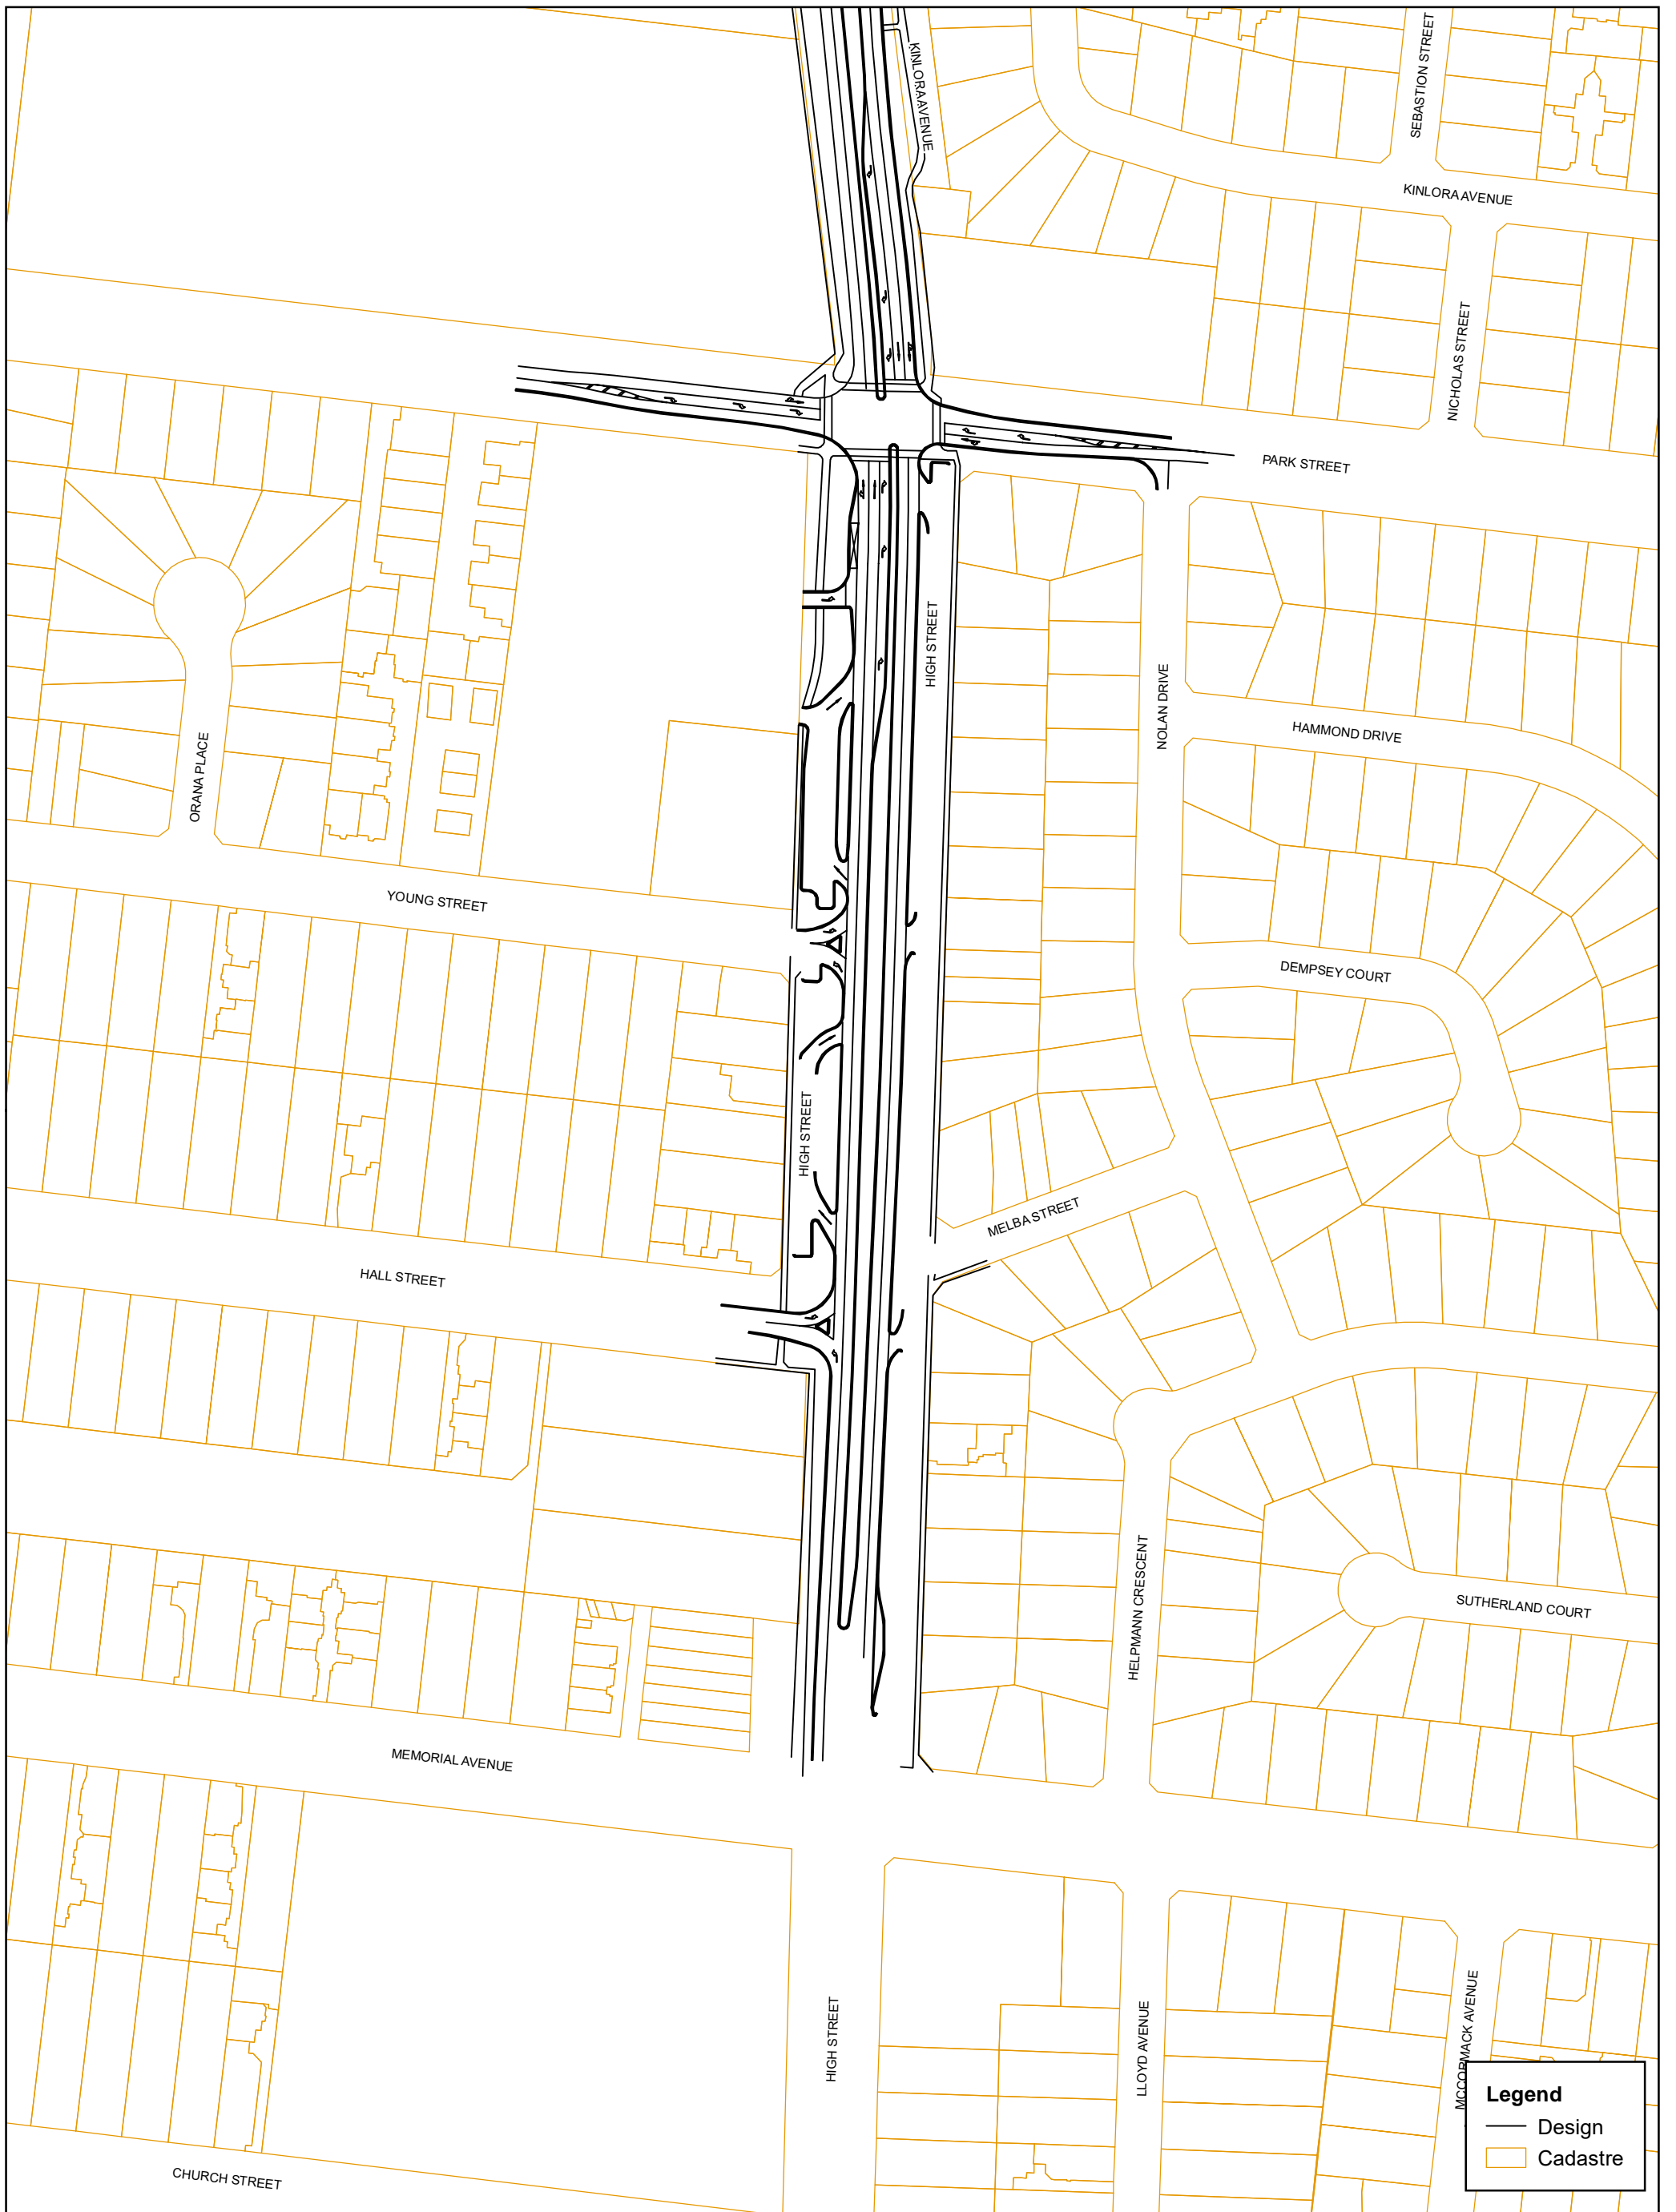 SEBASTION STREET
KINLORA AVENUE
KINLORA AVENUE
NICHOLAS STREET
PARK STREET
HIGH STREET
NOLAN DRIVE
HAMMOND DRIVE
ORANA PLACE
YOUNG STREET
DEMPSEY COURT
HIGH STREET
MELBA STREET
HALL STREET
HELPMANN CRESCENT
SUTHERLAND COURT
MEMORIAL AVENUE
HIGH STREET
LLOYD AVENUE
MCCORMACK AVENUE
CHURCH STREET
Legend
Design
Cadastre